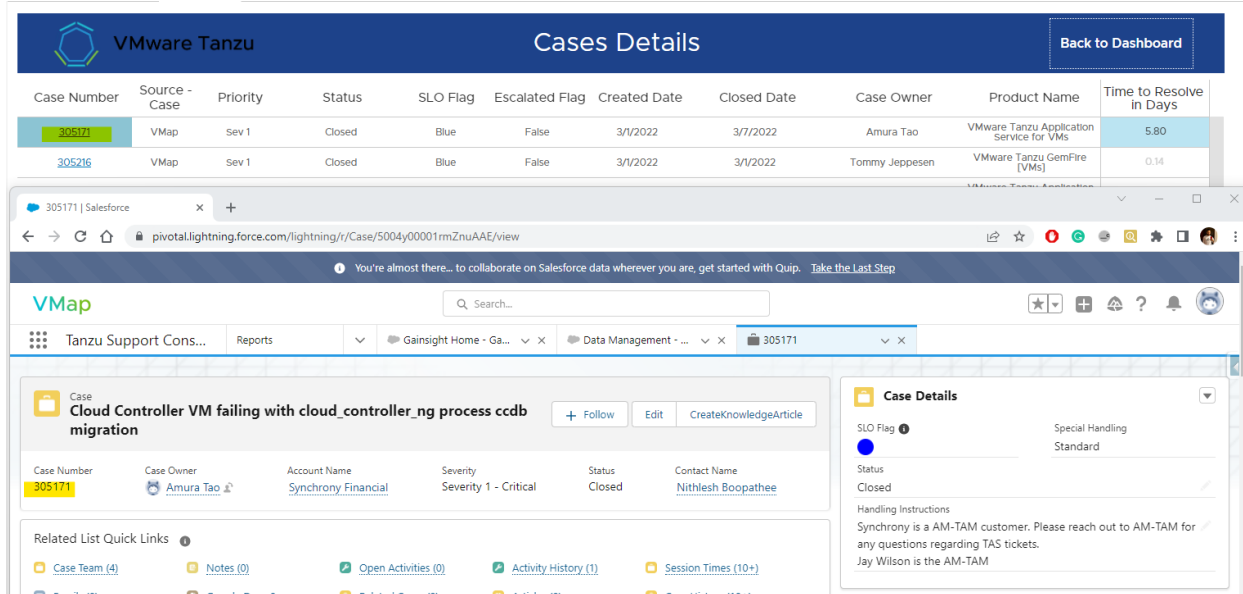 VMware Tanzu
Cases Details
Back to Dashboard
Case Number Source - Case Priority Status SLO Flag Escalated Flag Created Date Closed Date Case Owner Product Name Time to Resolve in Days
305171 VMap Sev 1 Closed Blue False 3/1/2022 3/7/2022 Amura Tao VMware Tanzu Application Service for VMs 5.80
305216 VMap Sev 1 Closed Blue False 3/1/2022 3/1/2022 Tommy Jeppesen VMware Tanzu GemFire [VMs] 0.14
305171 | Salesforce
pivotal.lightning.force.com/lightning/r/Case/5004y00001rmZnuAAE/view
You're almost there... to collaborate on Salesforce data wherever you are, get started with Quip. Take the Last Step
VMap
Search...
Tanzu Support Cons... Reports Gainsight Home - Ga... Data Management - ... 305171
Case
Cloud Controller VM failing with cloud_controller_ng process ccdb
migration
+ Follow Edit CreateKnowledgeArticle
Case Number Case Owner Account Name Severity Status Contact Name
305171 Amura Tao Synchrony Financial Severity 1 - Critical Closed Nithlesh Boopathee
Related List Quick Links
Case Team (4) Notes (0) Open Activities (0) Activity History (1) Session Times (10+)
Case Details
SLO Flag Special Handling
Standard
Status
Closed
Handling Instructions
Synchrony is a AM-TAM customer. Please reach out to AM-TAM for
any questions regarding TAS tickets.
Jay Wilson is the AM-TAM